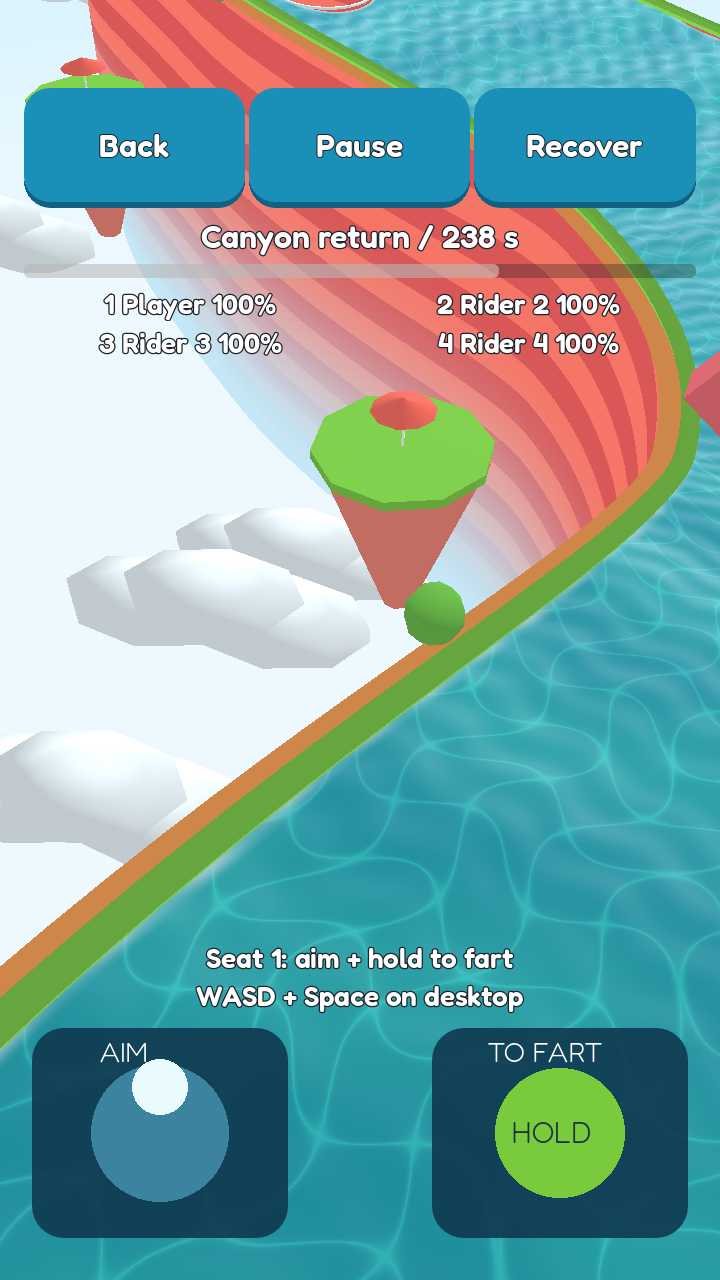 Back
Pause
Recover
Canyon return / 238 s
1 Player 100%
2 Rider 2 100%
3 Rider 3 100%
4 Rider 4 100%
Seat 1: aim + hold to fart
WASD + Space on desktop
AIM
TO FART
HOLD